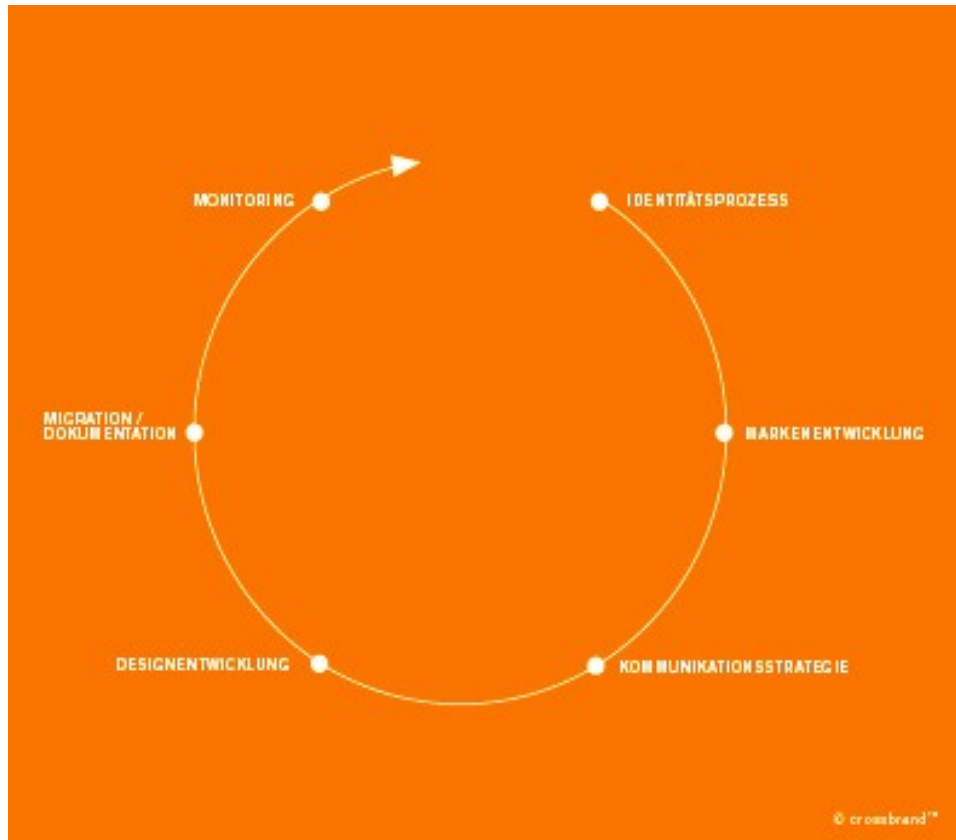 MONITORING
IDENTITÄTSPROZESS
MIGRATION /
DOKUMENTATION
MARKENENTWICKLUNG
DESIGNENTWICKLUNG
KOMMUNIKATIONSSTRATEGIE
© crossbrand™